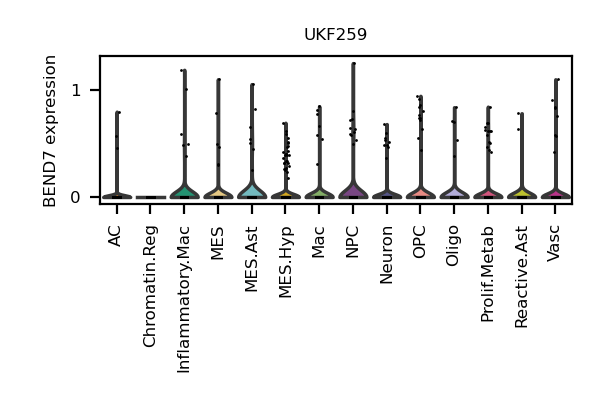 UKF259
BEND7 expression
1
0
AC
Chromatin.Reg
Inflammatory.Mac
MES
MES.Ast
MES.Hyp
Mac
NPC
Neuron
OPC
Oligo
Prolif.Metab
Reactive.Ast
Vasc